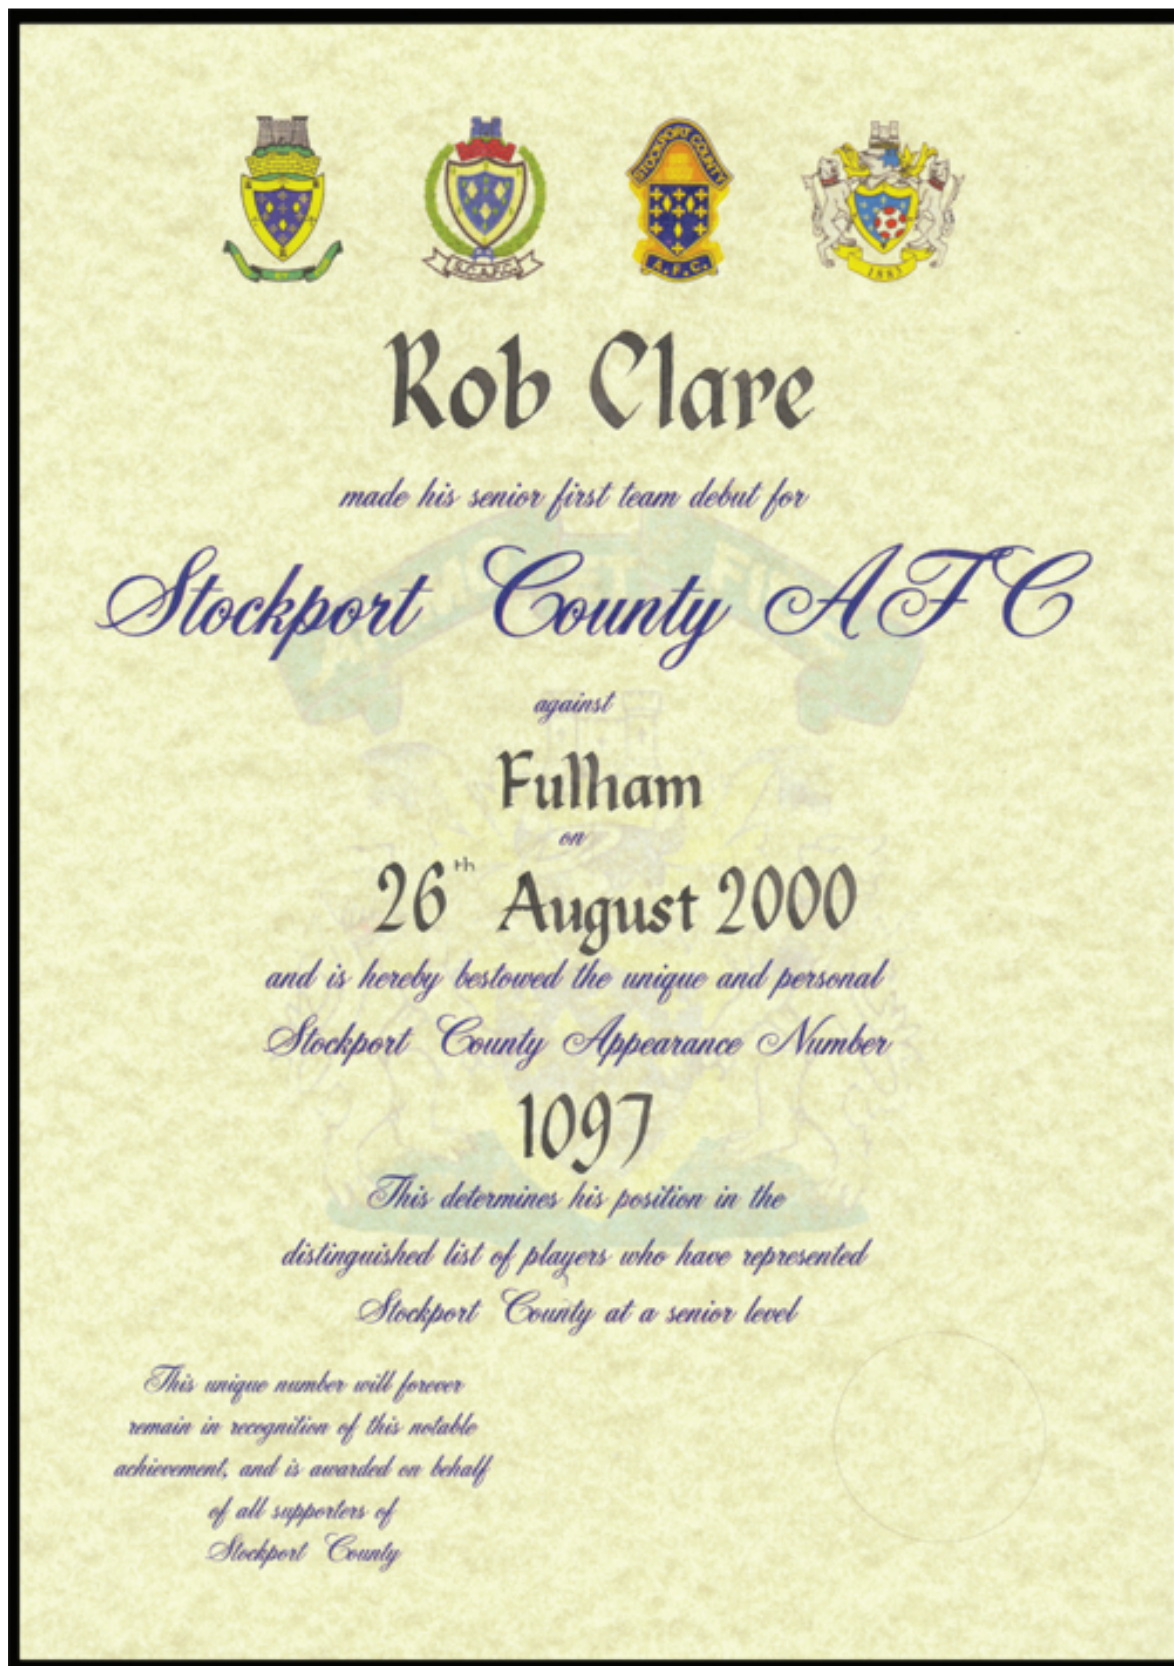 S.C.A.F.C.
STOCKPORT COUNTY
A.F.C.
1883
Rob Clare
made his senior first team debut for
Stockport County AFC
against
Fulham
on
26th August 2000
and is hereby bestowed the unique and personal
Stockport County Appearance Number
1097
This determines his position in the
distinguished list of players who have represented
Stockport County at a senior level
This unique number will forever
remain in recognition of this notable
achievement, and is awarded on behalf
of all supporters of
Stockport County